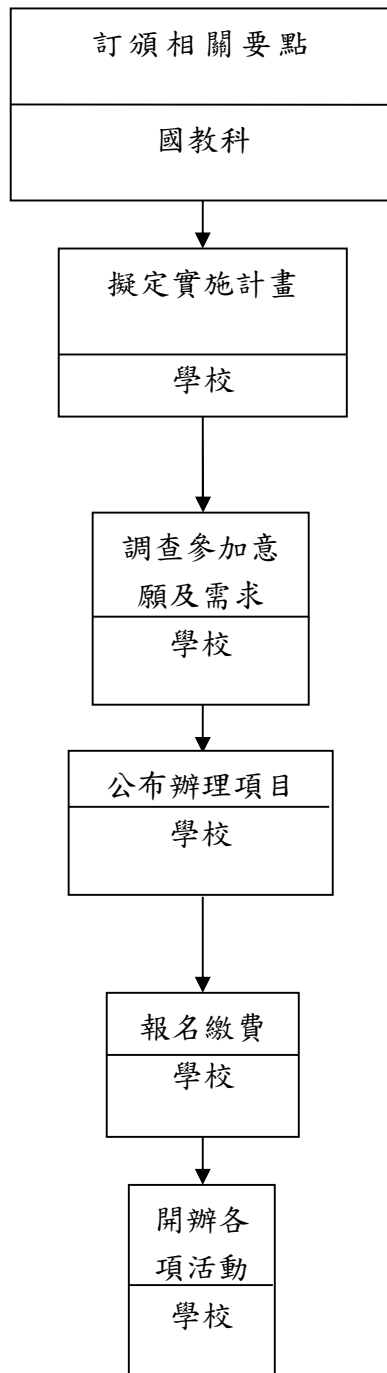 訂頒相關要點
國教科
擬定實施計畫
學校
調查參加意
願及需求
學校
公布辦理項目
學校
報名繳費
學校
開辦各
項活動
學校